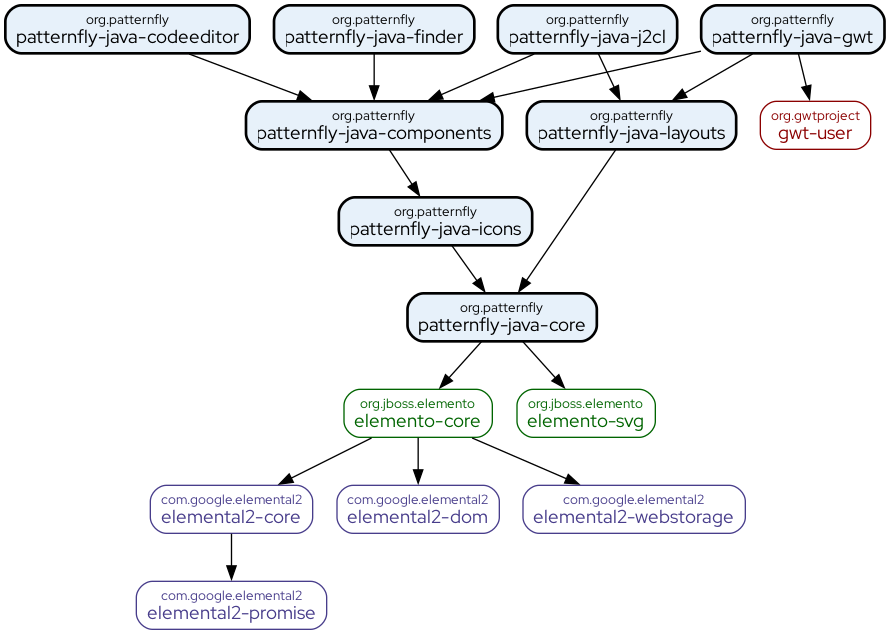 org.patternfly
patternfly-java-codeeditor
org.patternfly
patternfly-java-finder
org.patternfly
patternfly-java-j2cl
org.patternfly
patternfly-java-gwt
org.patternfly
patternfly-java-components
org.patternfly
patternfly-java-layouts
org.gwtproject
gwt-user
org.patternfly
patternfly-java-icons
org.patternfly
patternfly-java-core
org.jboss.elemento
elemento-core
org.jboss.elemento
elemento-svg
com.google.elemental2
elemental2-core
com.google.elemental2
elemental2-dom
com.google.elemental2
elemental2-webstorage
com.google.elemental2
elemental2-promise